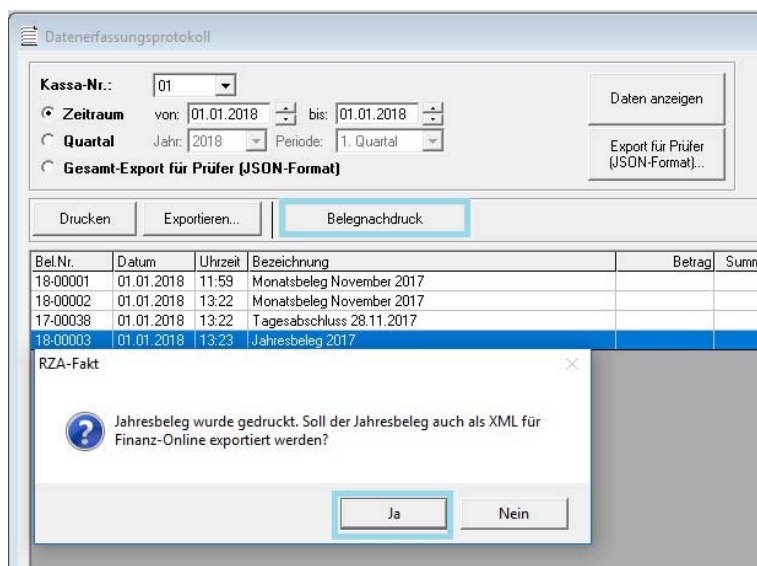 Datenerfassungsprotokoll
Kassa-Nr.: 01
Zeitraum von: 01.01.2018 bis: 01.01.2018
Daten anzeigen
Quartal Jahr: 2018 Periode: 1. Quartal
Export für Prüfer
(JSON-Format)...
Gesamt-Export für Prüfer (JSON-Format)
Drucken Exportieren... Belegnachdruck
Bel.Nr. Datum Uhrzeit Bezeichnung Betrag Summ
18-00001 01.01.2018 11:59 Monatsbeleg November 2017
18-00002 01.01.2018 13:22 Monatsbeleg November 2017
17-00038 01.01.2018 13:22 Tagesabschluss 28.11.2017
18-00003 01.01.2018 13:23 Jahresbeleg 2017
RZA-Fakt
Jahresbeleg wurde gedruckt. Soll der Jahresbeleg auch als XML für
Finanz-Online exportiert werden?
Ja Nein